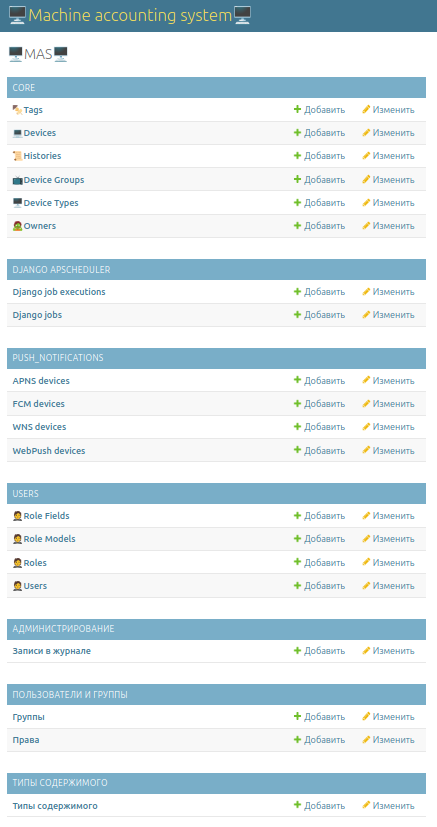 🖥️Machine accounting system🖥️
🖥️MAS🖥️
CORE
🏷️Tags Добавить Изменить
💻Devices Добавить Изменить
📜Histories Добавить Изменить
📺Device Groups Добавить Изменить
🖥️Device Types Добавить Изменить
🧟Owners Добавить Изменить
DJANGO APSCHEDULER
Django job executions Добавить Изменить
Django jobs Добавить Изменить
PUSH_NOTIFICATIONS
APNS devices Добавить Изменить
FCM devices Добавить Изменить
WNS devices Добавить Изменить
WebPush devices Добавить Изменить
USERS
🤵Role Fields Добавить Изменить
🤵Role Models Добавить Изменить
🤵Roles Добавить Изменить
🤵Users Добавить Изменить
АДМИНИСТРИРОВАНИЕ
Записи в журнале Добавить Изменить
ПОЛЬЗОВАТЕЛИ И ГРУППЫ
Группы Добавить Изменить
Права Добавить Изменить
ТИПЫ СОДЕРЖИМОГО
Типы содержимого Добавить Изменить